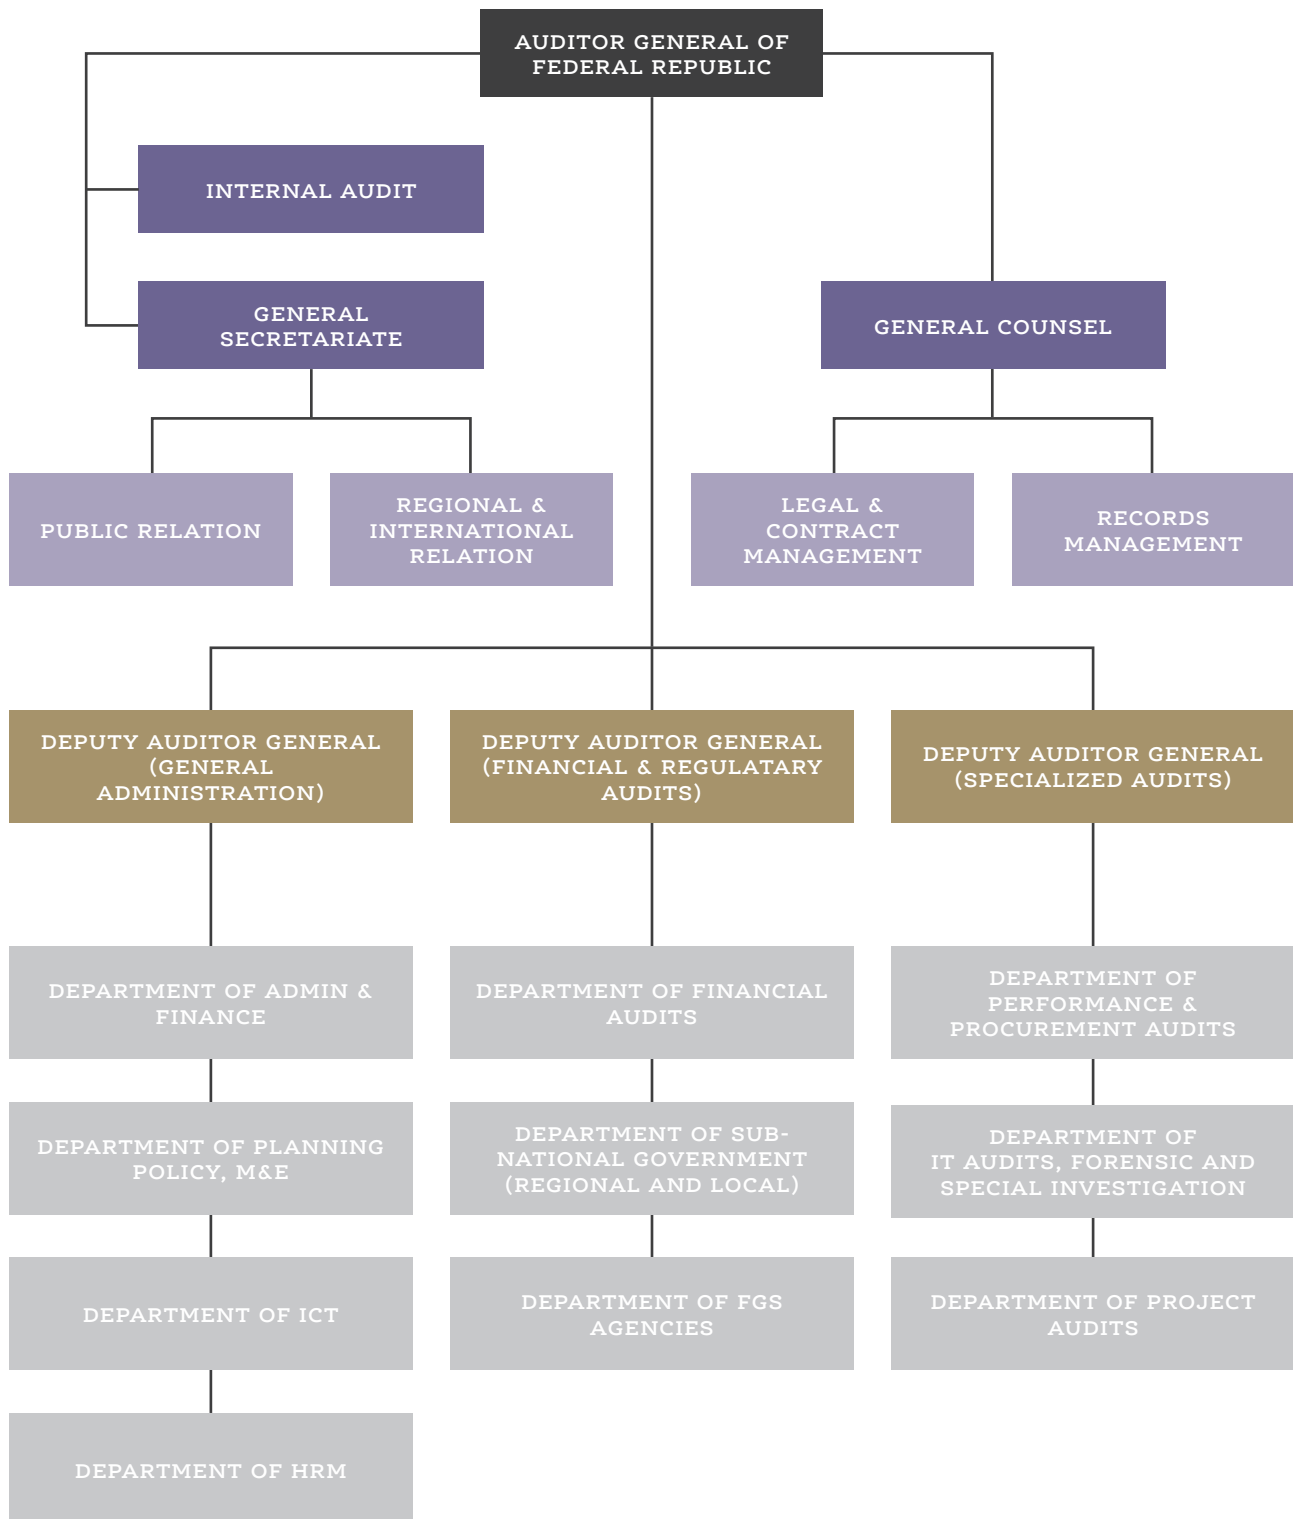 AUDITOR GENERAL OF
FEDERAL REPUBLIC
INTERNAL AUDIT
GENERAL
SECRETARIATE
GENERAL COUNSEL
PUBLIC RELATION
REGIONAL &
INTERNATIONAL
RELATION
LEGAL &
CONTRACT
MANAGEMENT
RECORDS
MANAGEMENT
DEPUTY AUDITOR GENERAL
(GENERAL
ADMINISTRATION)
DEPUTY AUDITOR GENERAL
(FINANCIAL & REGULATARY
AUDITS)
DEPUTY AUDITOR GENERAL
(SPECIALIZED AUDITS)
DEPARTMENT OF ADMIN &
FINANCE
DEPARTMENT OF FINANCIAL
AUDITS
DEPARTMENT OF
PERFORMANCE &
PROCUREMENT AUDITS
DEPARTMENT OF PLANNING
POLICY, M&E
DEPARTMENT OF SUB-
NATIONAL GOVERNMENT
(REGIONAL AND LOCAL)
DEPARTMENT OF
IT AUDITS, FORENSIC AND
SPECIAL INVESTIGATION
DEPARTMENT OF ICT
DEPARTMENT OF FGS
AGENCIES
DEPARTMENT OF PROJECT
AUDITS
DEPARTMENT OF HRM